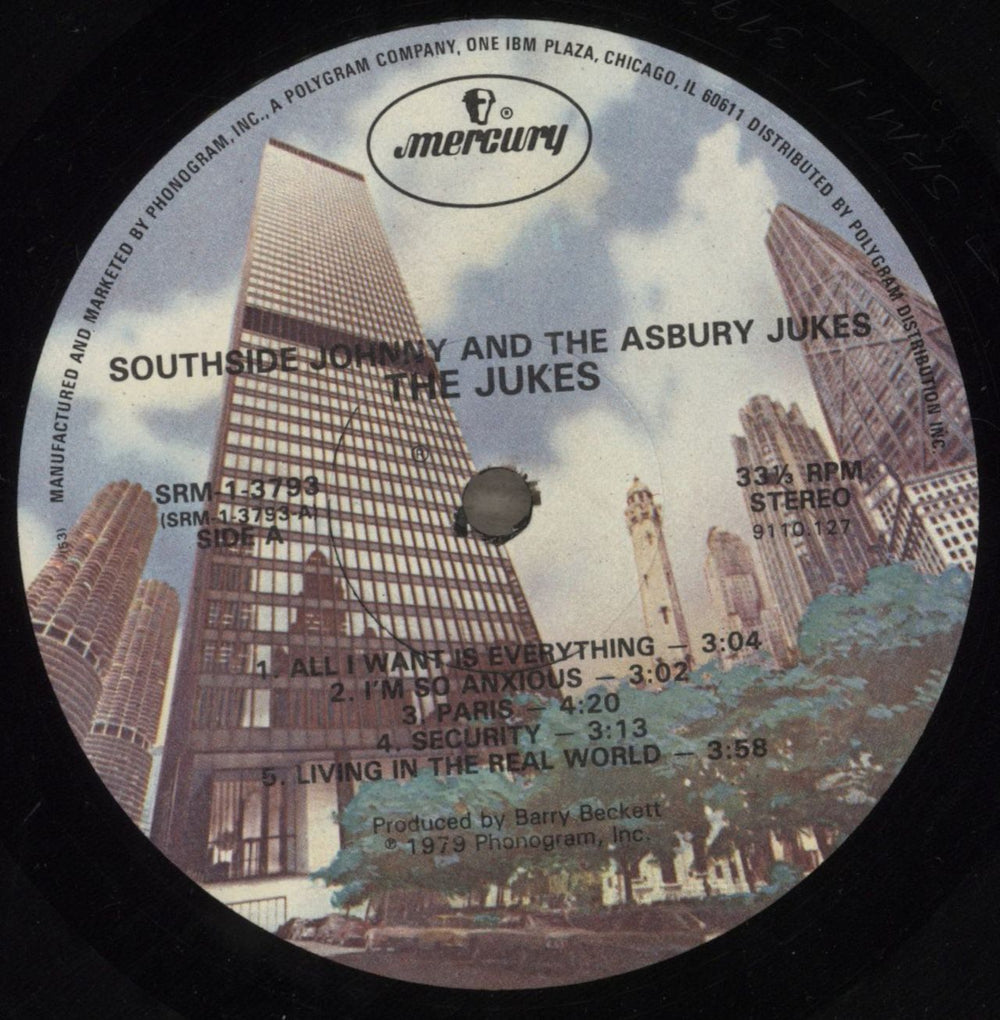 MANUFACTURED AND MARKETED BY PHONOGRAM, INC., A POLYGRAM COMPANY, ONE IBM PLAZA, CHICAGO, IL 60611 DISTRIBUTED BY POLYGRAM DISTRIBUTION INC.
®
mercury
SOUTHSIDE JOHNNY AND THE ASBURY JUKES
THE JUKES
®
SRM-1-3793
(SRM-1-3793-A)
SIDE A
33⅓ RPM
STEREO
9110.127
1. ALL I WANT IS EVERYTHING — 3:04
2. I'M SO ANXIOUS — 3:02
3. PARIS — 4:20
4. SECURITY — 3:13
5. LIVING IN THE REAL WORLD — 3:58
Produced by Barry Beckett
℗ 1979 Phonogram, Inc.